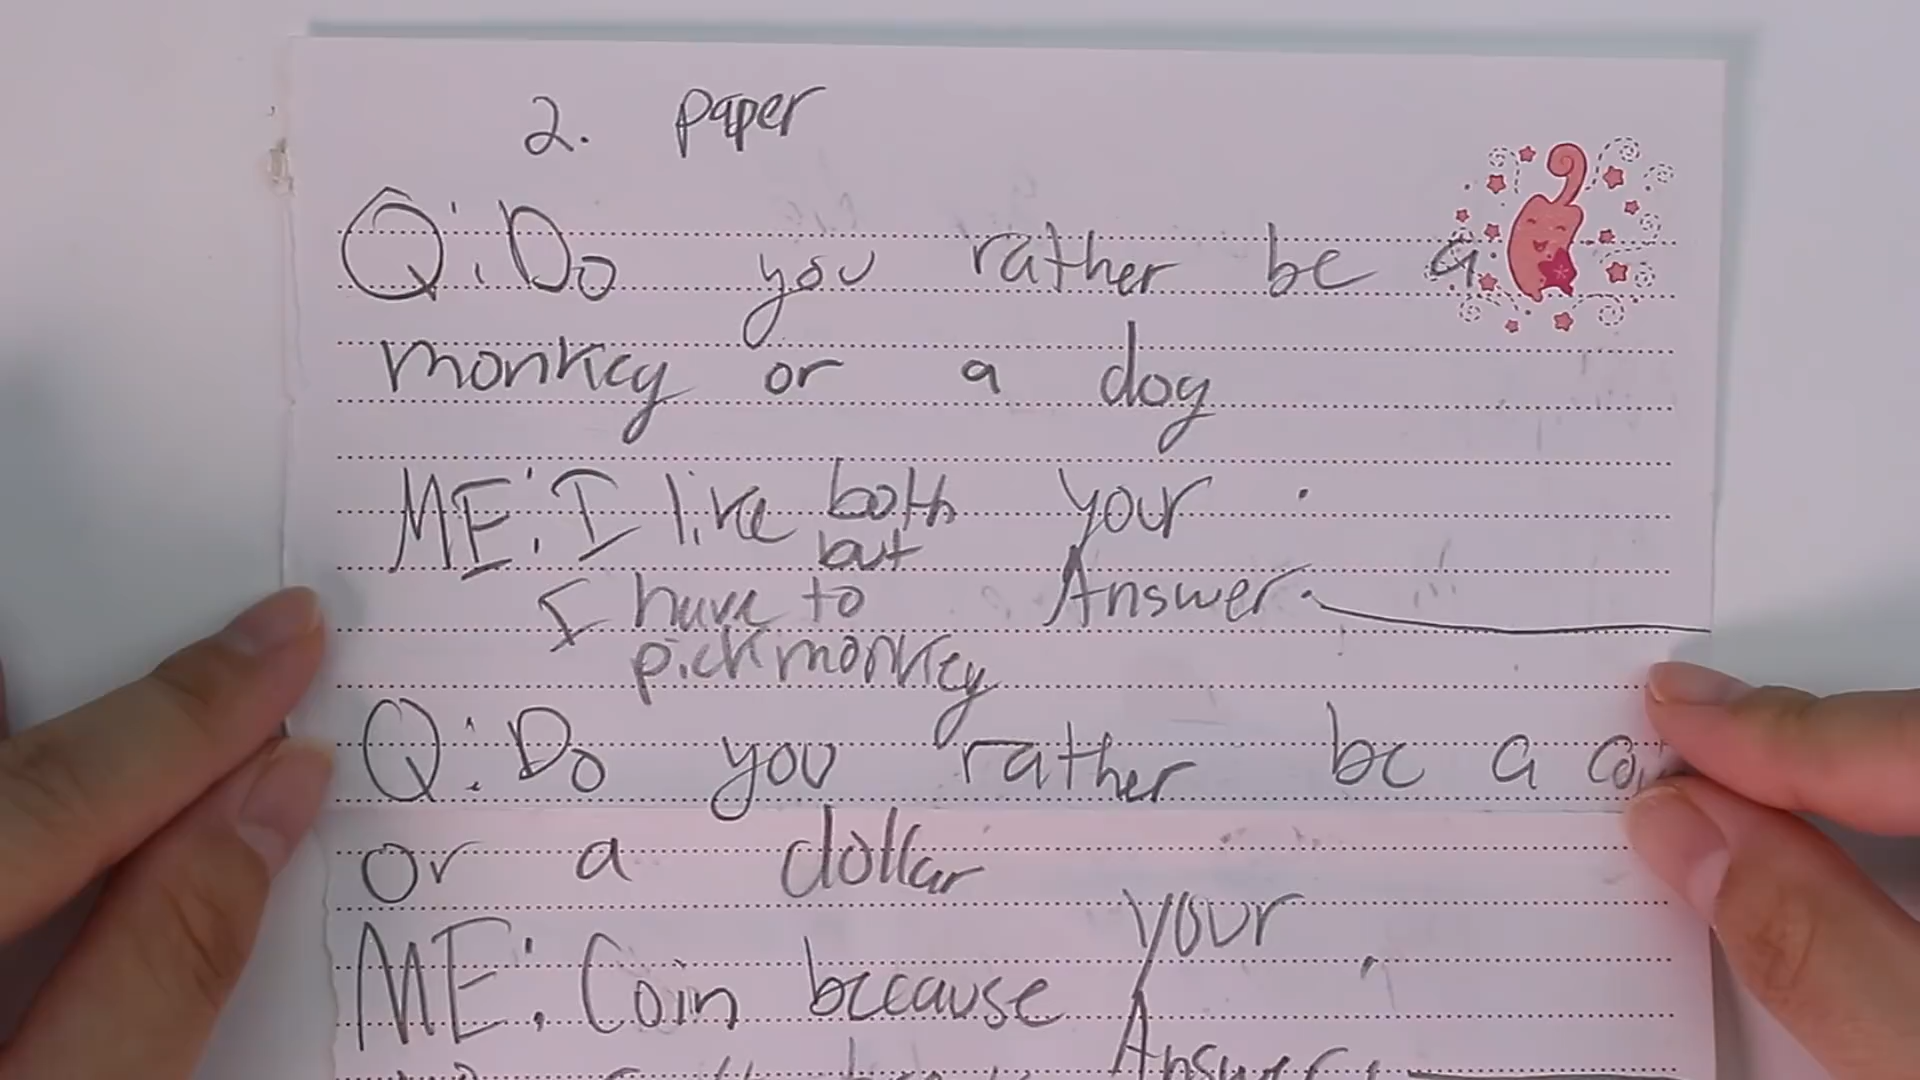 2. paper
Q: Do you rather be a
monkey or a dog
ME: I like both
but
I have to
pick monkey
your
Answer:
Q: Do you rather be a
or a dollar
ME: Coin because
your
Answer: